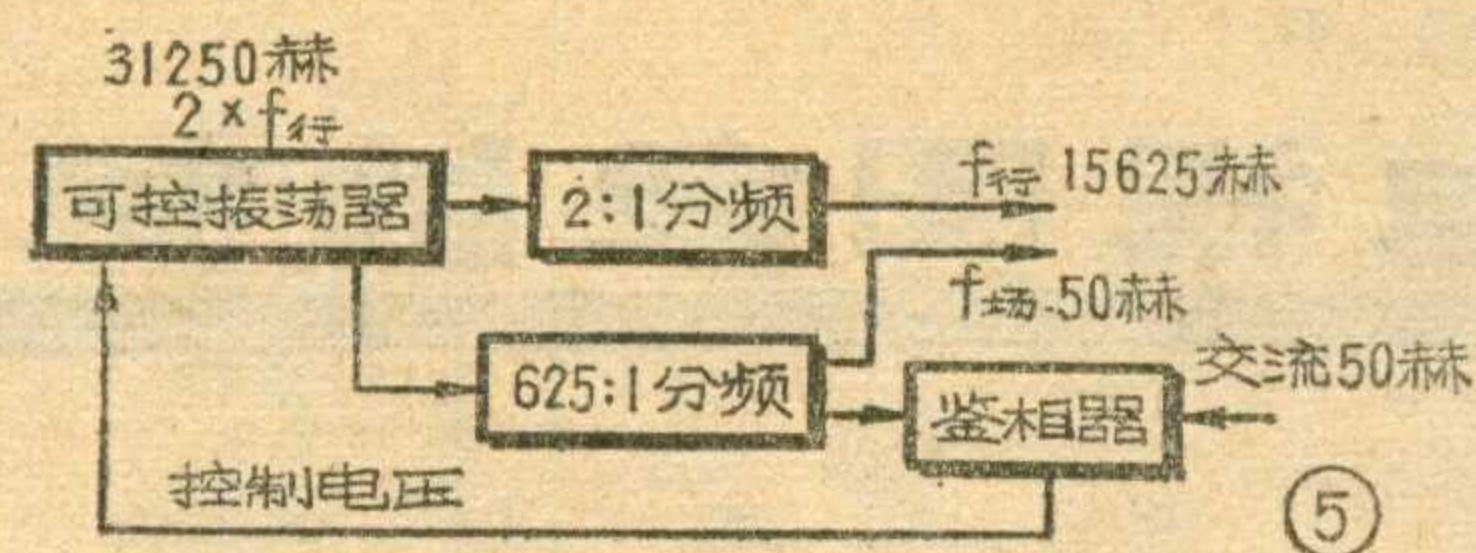 31250赫
2×f行
可控振荡器
2:1分频
f行 15625赫
f场.50赫
625:1分频
鉴相器
交流50赫
控制电压
⑤